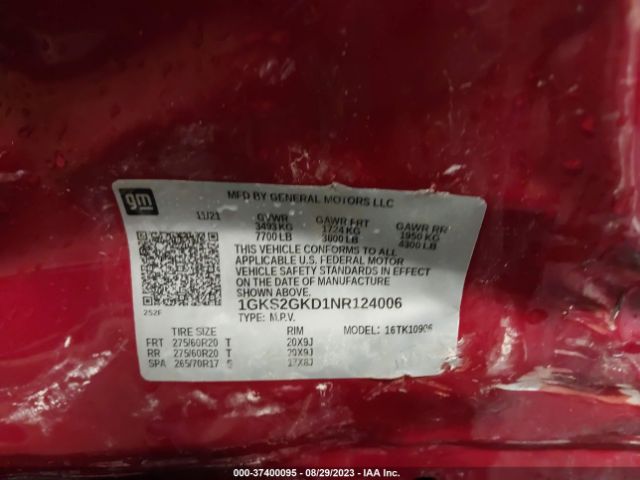 gm
MFD BY GENERAL MOTORS LLC
11/21 GVWR GAWR FRT GAWR RR
3493 KG 1724 KG 1950 KG
7700 LB 3800 LB 4300 LB
THIS VEHICLE CONFORMS TO ALL
APPLICABLE U.S. FEDERAL MOTOR
VEHICLE SAFETY STANDARDS IN EFFECT
ON THE DATE OF MANUFACTURE
SHOWN ABOVE.
1GKS2GKD1NR124006
252F
TYPE: M.P.V.
TIRE SIZE RIM MODEL: 16TK10906
FRT 275/60R20 T 20X9J
RR 275/60R20 T 20X9J
SPA 265/70R17 S 17X8J
000-37400095 - 08/29/2023 - IAA Inc.